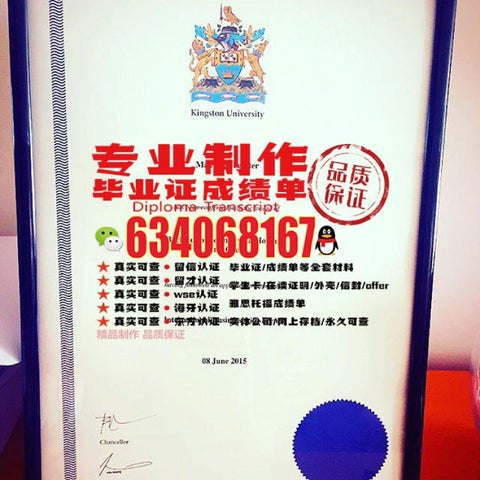 Kingston University
专业制作
毕业证成绩单
品质
保证
Diploma Transcript
634068167
★真实可查●留信认证 毕业证/成绩单等全套材料
★真实可查●留才认证 学生卡/在读证明/外壳/信封/offer
★真实可查●wse认证
★真实可查●海牙认证 雅思托福成绩单
★真实可查●东方认证 实体公司/网上存档/永久可查
精品制作 品质保证
08 June 2015
Chancellor